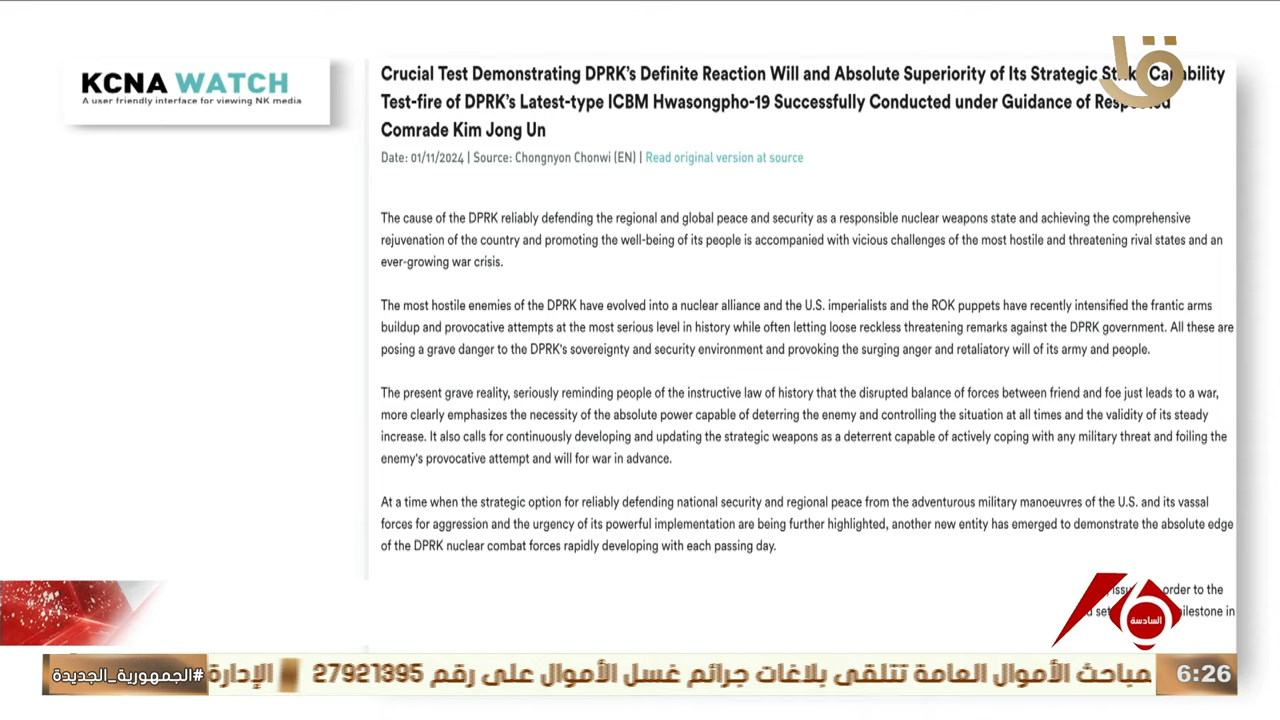 KCNA WATCH
A user friendly interface for viewing NK media
Crucial Test Demonstrating DPRK's Definite Reaction Will and Absolute Superiority of Its Strategic
Test-fire of DPRK's Latest-type ICBM Hwasongpho-19 Successfully Conducted under Guidance of
Comrade Kim Jong Un
Date: 01/11/2024 | Source: Chongnyon Chonwi (EN) | Read original version at source
The cause of the DPRK reliably defending the regional and global peace and security as a responsible nuclear weapons state and achieving the comprehensive
rejuvenation of the country and promoting the well-being of its people is accompanied with vicious challenges of the most hostile and threatening rival states and an
ever-growing war crisis.
The most hostile enemies of the DPRK have evolved into a nuclear alliance and the U.S. imperialists and the ROK puppets have recently intensified the frantic arms
buildup and provocative attempts at the most serious level in history while often letting loose reckless threatening remarks against the DPRK government. All these are
posing a grave danger to the DPRK's sovereignty and security environment and provoking the surging anger and retaliatory will of its army and people.
The present grave reality, seriously reminding people of the instructive law of history that the disrupted balance of forces between friend and foe just leads to a war,
more clearly emphasizes the necessity of the absolute power capable of deterring the enemy and controlling the situation at all times and the validity of its steady
increase. It also calls for continuously developing and updating the strategic weapons as a deterrent capable of actively coping with any military threat and foiling the
enemy's provocative attempt and will for war in advance.
At a time when the strategic option for reliably defending national security and regional peace from the adventurous military manoeuvres of the U.S. and its vassal
forces for aggression and the urgency of its powerful implementation are being further highlighted, another new entity has emerged to demonstrate the absolute edge
of the DPRK nuclear combat forces rapidly developing with each passing day.
order to the
السادسة
مباحث الأموال العامة تتلقى بلاغات جرائم غسل الأموال على رقم 27921395 الإدارة
#الجمهورية_الجديدة
6:26